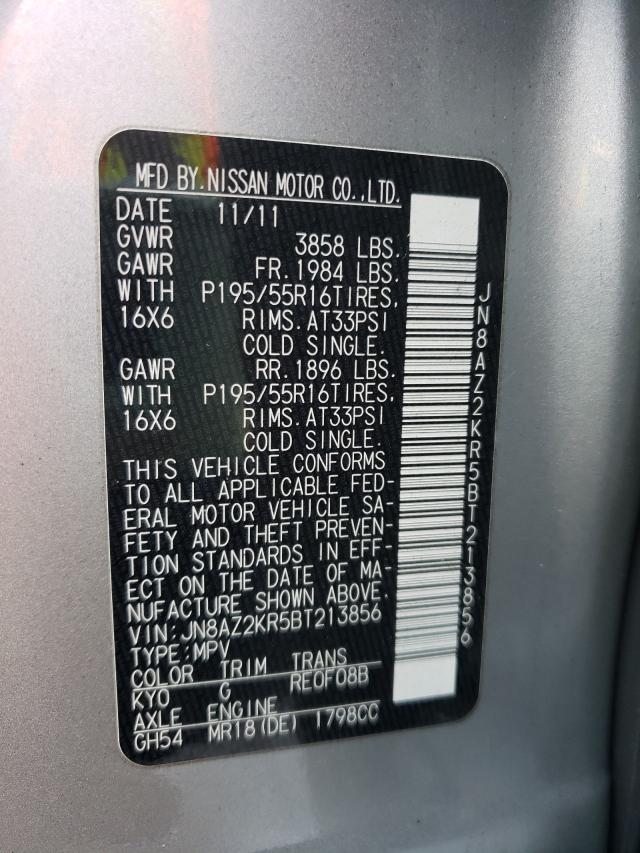 MFD BY.NISSAN MOTOR CO.,LTD.
DATE 11/11
GVWR 3858 LBS.
GAWR FR.1984 LBS.
WITH P195/55R16TIRES,
16X6 RIMS.AT33PSI
COLD SINGLE.
GAWR RR.1896 LBS.
WITH P195/55R16TIRES,
16X6 RIMS.AT33PSI
COLD SINGLE.
THIS VEHICLE CONFORMS
TO ALL APPLICABLE FED-
ERAL MOTOR VEHICLE SA-
FETY AND THEFT PREVEN-
TION STANDARDS IN EFF-
ECT ON THE DATE OF MA-
NUFACTURE SHOWN ABOVE.
VIN:JN8AZ2KR5BT213856
TYPE:MPV
COLOR TRIM TRANS
KY0 G RE0F08B
AXLE ENGINE
GH54 MR18(DE) 1798CC
JN8AZ2KR5BT213856